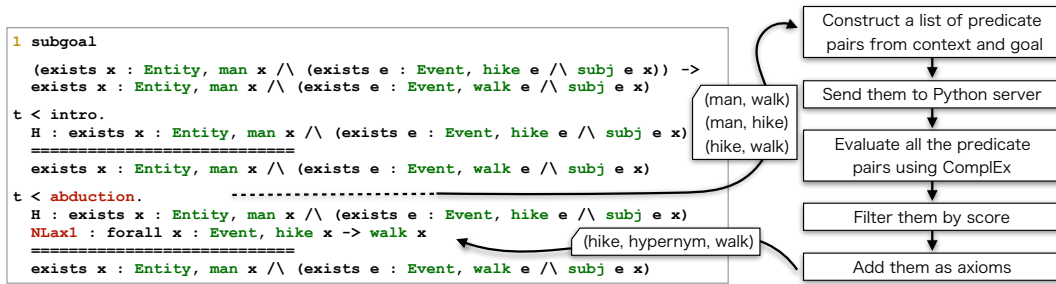 1 subgoal
(exists x : Entity, man x /\ (exists e : Event, hike e /\ subj e x)) ->
exists x : Entity, man x /\ (exists e : Event, walk e /\ subj e x)
t < intro.
H : exists x : Entity, man x /\ (exists e : Event, hike e /\ subj e x)
============================
exists x : Entity, man x /\ (exists e : Event, walk e /\ subj e x)
t < abduction.
H : exists x : Entity, man x /\ (exists e : Event, hike e /\ subj e x)
NLax1 : forall x : Event, hike x -> walk x
============================
exists x : Entity, man x /\ (exists e : Event, walk e /\ subj e x)
(man, walk)
(man, hike)
(hike, walk)
(hike, hypernym, walk)
Construct a list of predicate
pairs from context and goal
Send them to Python server
Evaluate all the predicate
pairs using ComplEx
Filter them by score
Add them as axioms